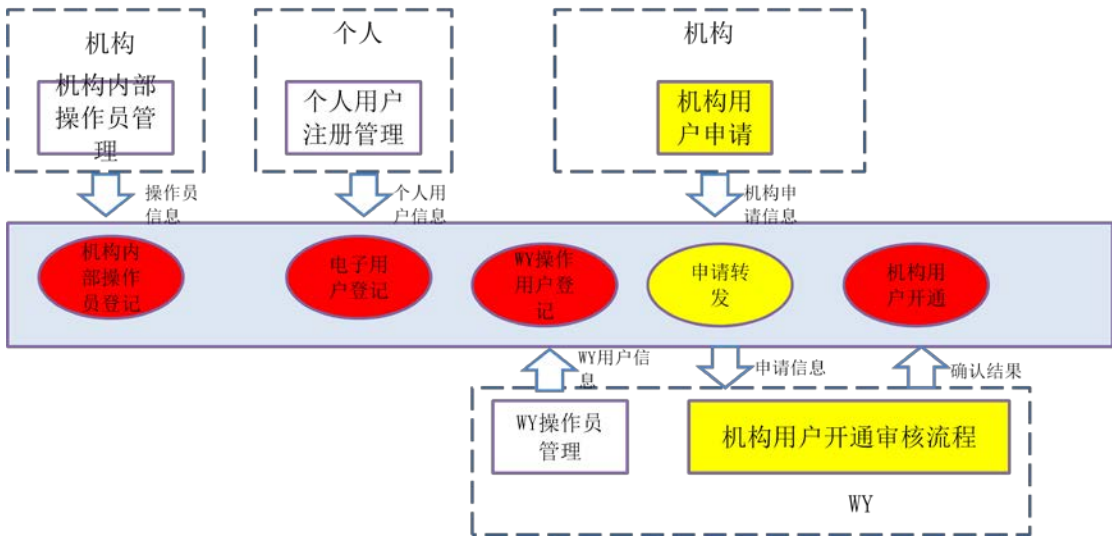 机构
机构内部
操作员管
理
个人
个人用户
注册管理
机构
机构用
户申请
操作员
信息
个人用
户信息
机构申
请信息
机构内
部操作
员登记
电子用
户登记
WY操作
用户登
记
申请转
发
机构用
户开通
WY用户信
息
申请信息
确认结果
WY操作员
管理
机构用户开通审核流程
WY